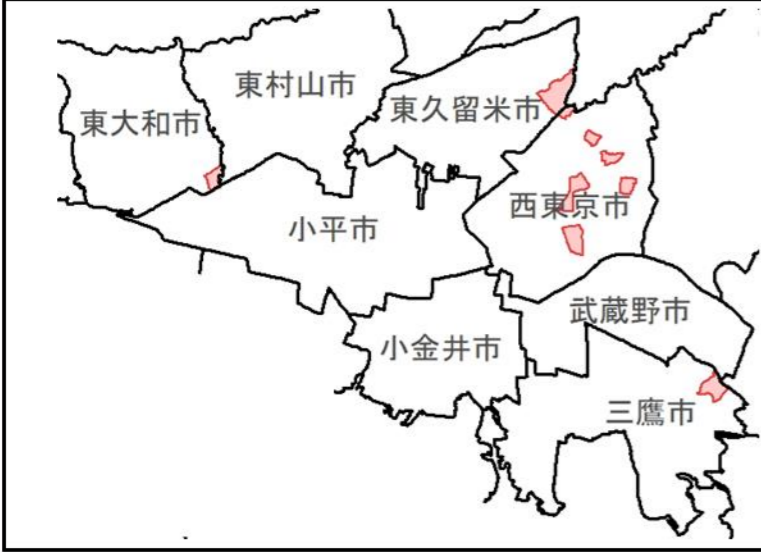 東村山市
東大和市
東久留米市
西東京市
小平市
武蔵野市
小金井市
三鷹市